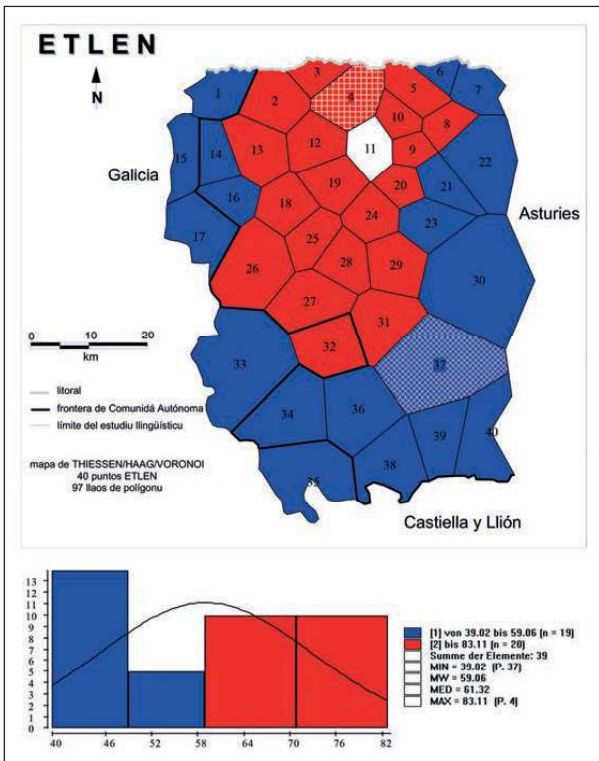 ETLEN
N
Galicia
Asturies
Castiella y Llión
1
2
3
4
5
6
7
8
9
10
11
12
13
14
15
16
17
18
19
20
21
22
23
24
25
26
27
28
29
30
31
32
33
34
35
36
37
38
39
40
0 10 20
km
litoral
frontera de Comunidá Autónoma
límite del estudiu llingüísticu
mapa de THIESSEN/HAAG/VORONOI
40 puntos ETLEN
97 llaos de polígonu
13
11
10
9
8
7
6
5
4
3
2
1
0
40 46 52 58 64 70 76 82
[1] von 39.02 bis 59.06 (n = 19)
[2] bis 83.11 (n = 20)
Summe der Elemente: 39
MIN = 39.02 (P. 37)
MW = 59.06
MED = 61.32
MAX = 83.11 (P. 4)